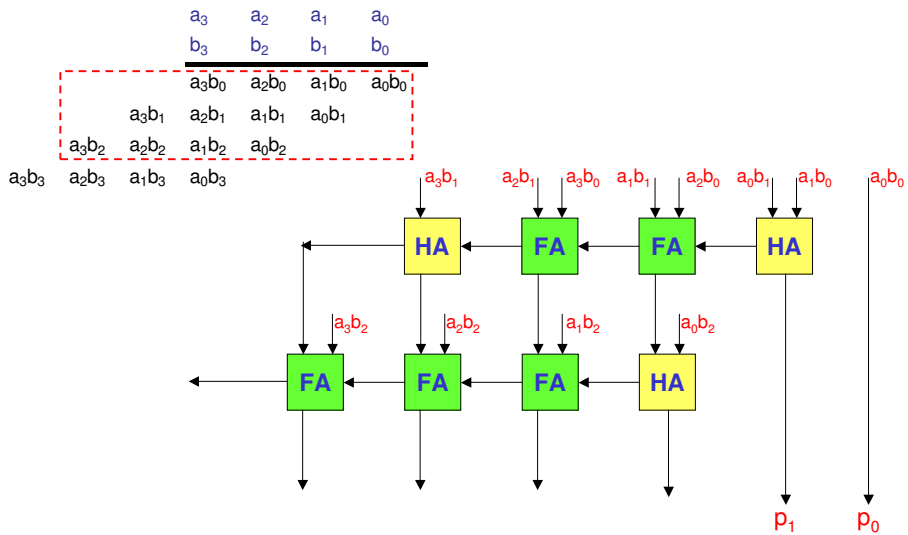 a₃ a₂ a₁ a₀
b₃ b₂ b₁ b₀
a₃b₀ a₂b₀ a₁b₀ a₀b₀
a₃b₁ a₂b₁ a₁b₁ a₀b₁
a₃b₂ a₂b₂ a₁b₂ a₀b₂
a₃b₃ a₂b₃ a₁b₃ a₀b₃
a₃b₁ a₂b₁ a₃b₀ a₁b₁ a₂b₀ a₀b₁ a₁b₀ a₀b₀
HA FA FA HA
a₃b₂ a₂b₂ a₁b₂ a₀b₂
FA FA FA HA
p₁ p₀